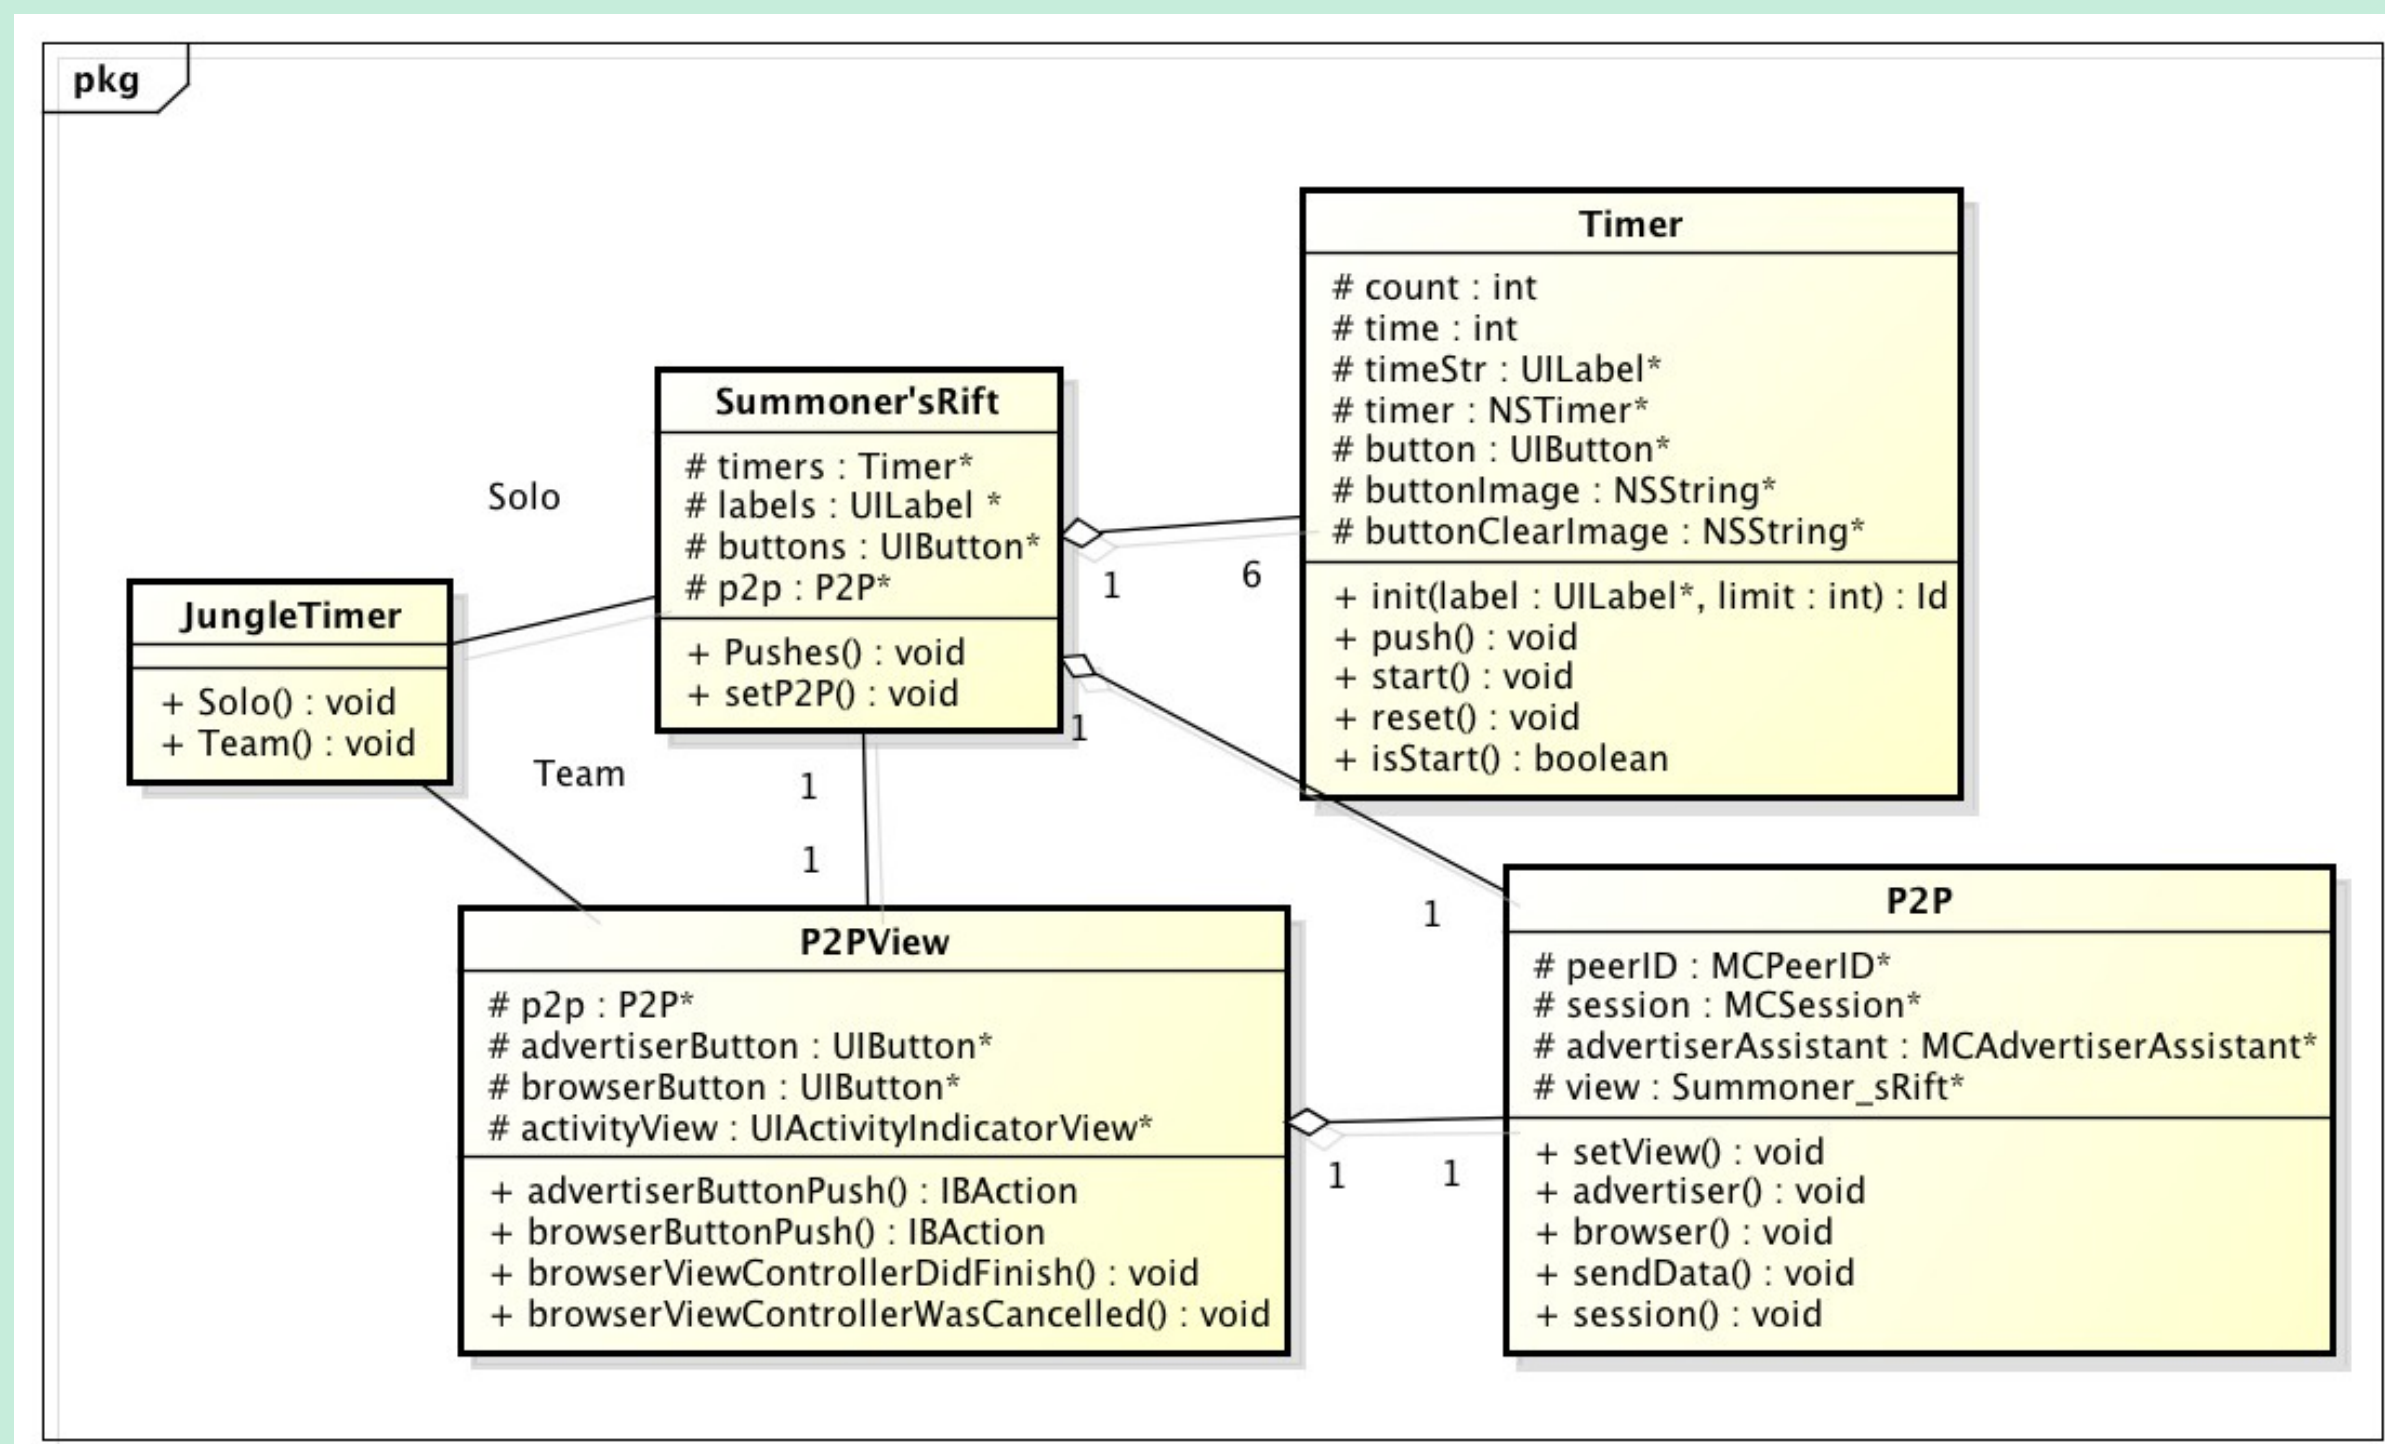 pkg
Timer
# count : int
# time : int
# timeStr : UILabel*
# timer : NSTimer*
# button : UIButton*
# buttonImage : NSString*
# buttonClearImage : NSString*
+ init(label : UILabel*, limit : int) : Id
+ push() : void
+ start() : void
+ reset() : void
+ isStart() : boolean
Summoner'sRift
# timers : Timer*
# labels : UILabel *
# buttons : UIButton*
# p2p : P2P*
+ Pushes() : void
+ setP2P() : void
Solo
1
6
JungleTimer
+ Solo() : void
+ Team() : void
Team
1
1
1
1
P2PView
# p2p : P2P*
# advertiserButton : UIButton*
# browserButton : UIButton*
# activityView : UIActivityIndicatorView*
+ advertiserButtonPush() : IBAction
+ browserButtonPush() : IBAction
+ browserViewControllerDidFinish() : void
+ browserViewControllerWasCancelled() : void
1
1
P2P
# peerID : MCPeerID*
# session : MCSession*
# advertiserAssistant : MCAdvertiserAssistant*
# view : Summoner_sRift*
+ setView() : void
+ advertiser() : void
+ browser() : void
+ sendData() : void
+ session() : void